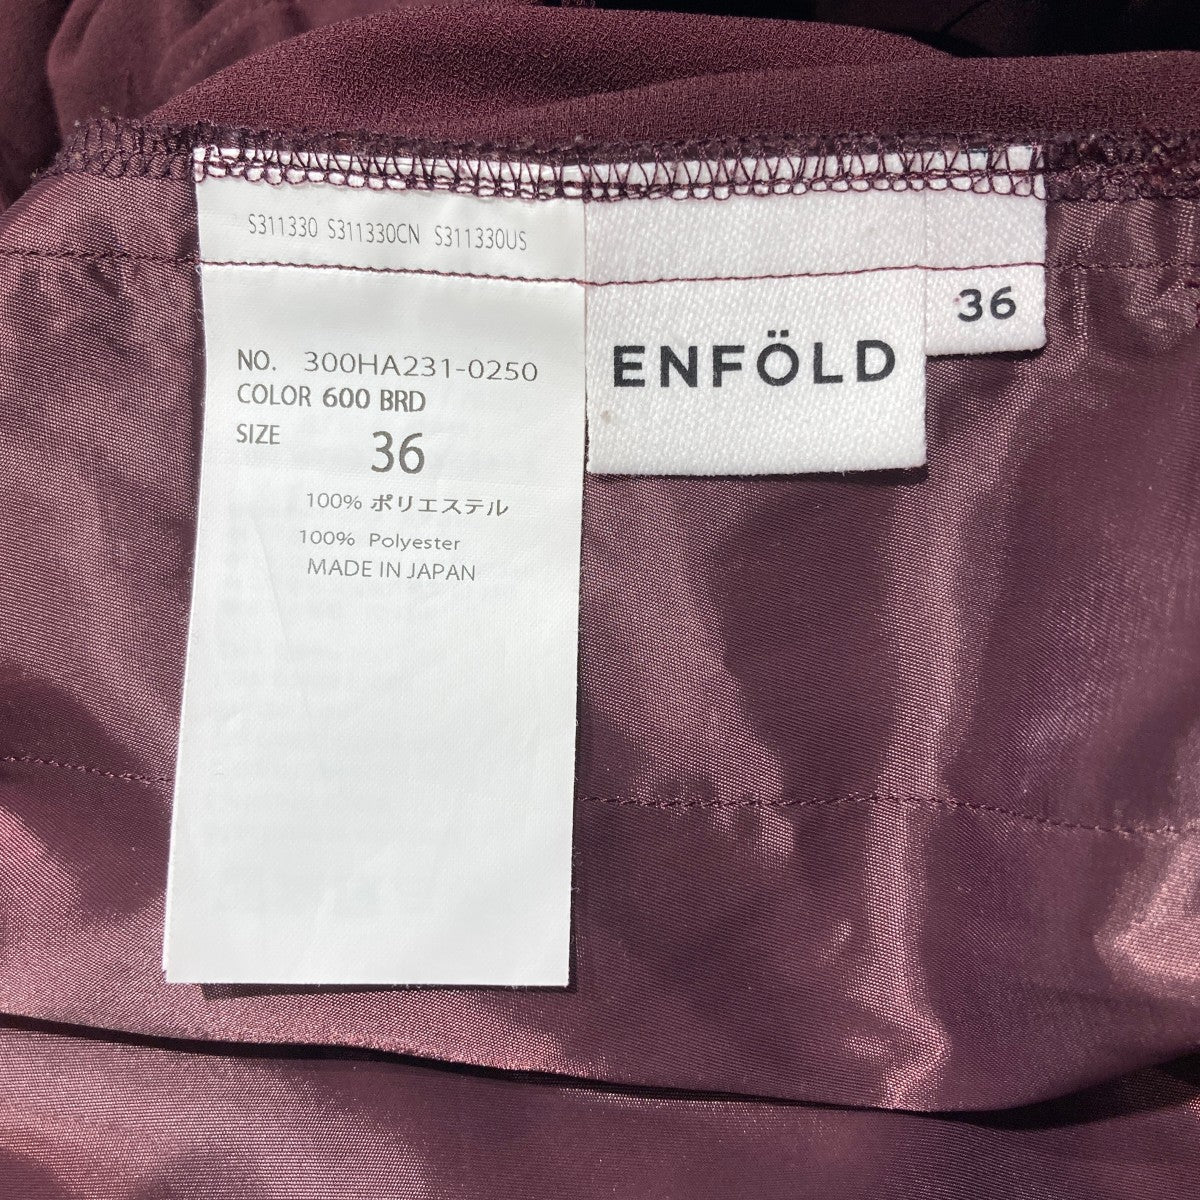 S311330 S311330CN S311330US
NO. 300HA231-0250
COLOR 600 BRD
SIZE 36
100% ポリエステル
100% Polyester
MADE IN JAPAN
ENFÖLD
36